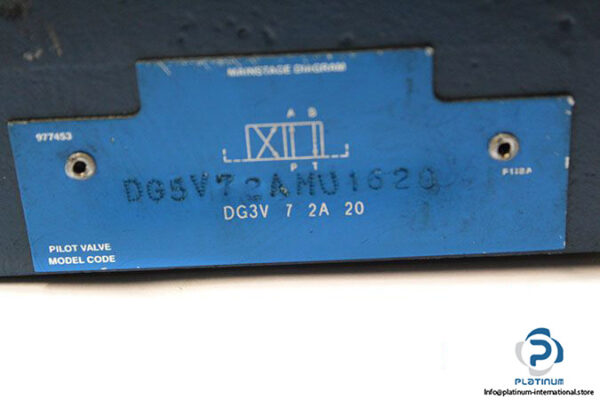 MAINSTAGE DIAGRAM
977453
A B
P T
DG5V72AMU1620
P112A
DG3V 7 2A 20
PILOT VALVE
MODEL CODE
PLATINUM
Info@platinum-international.store